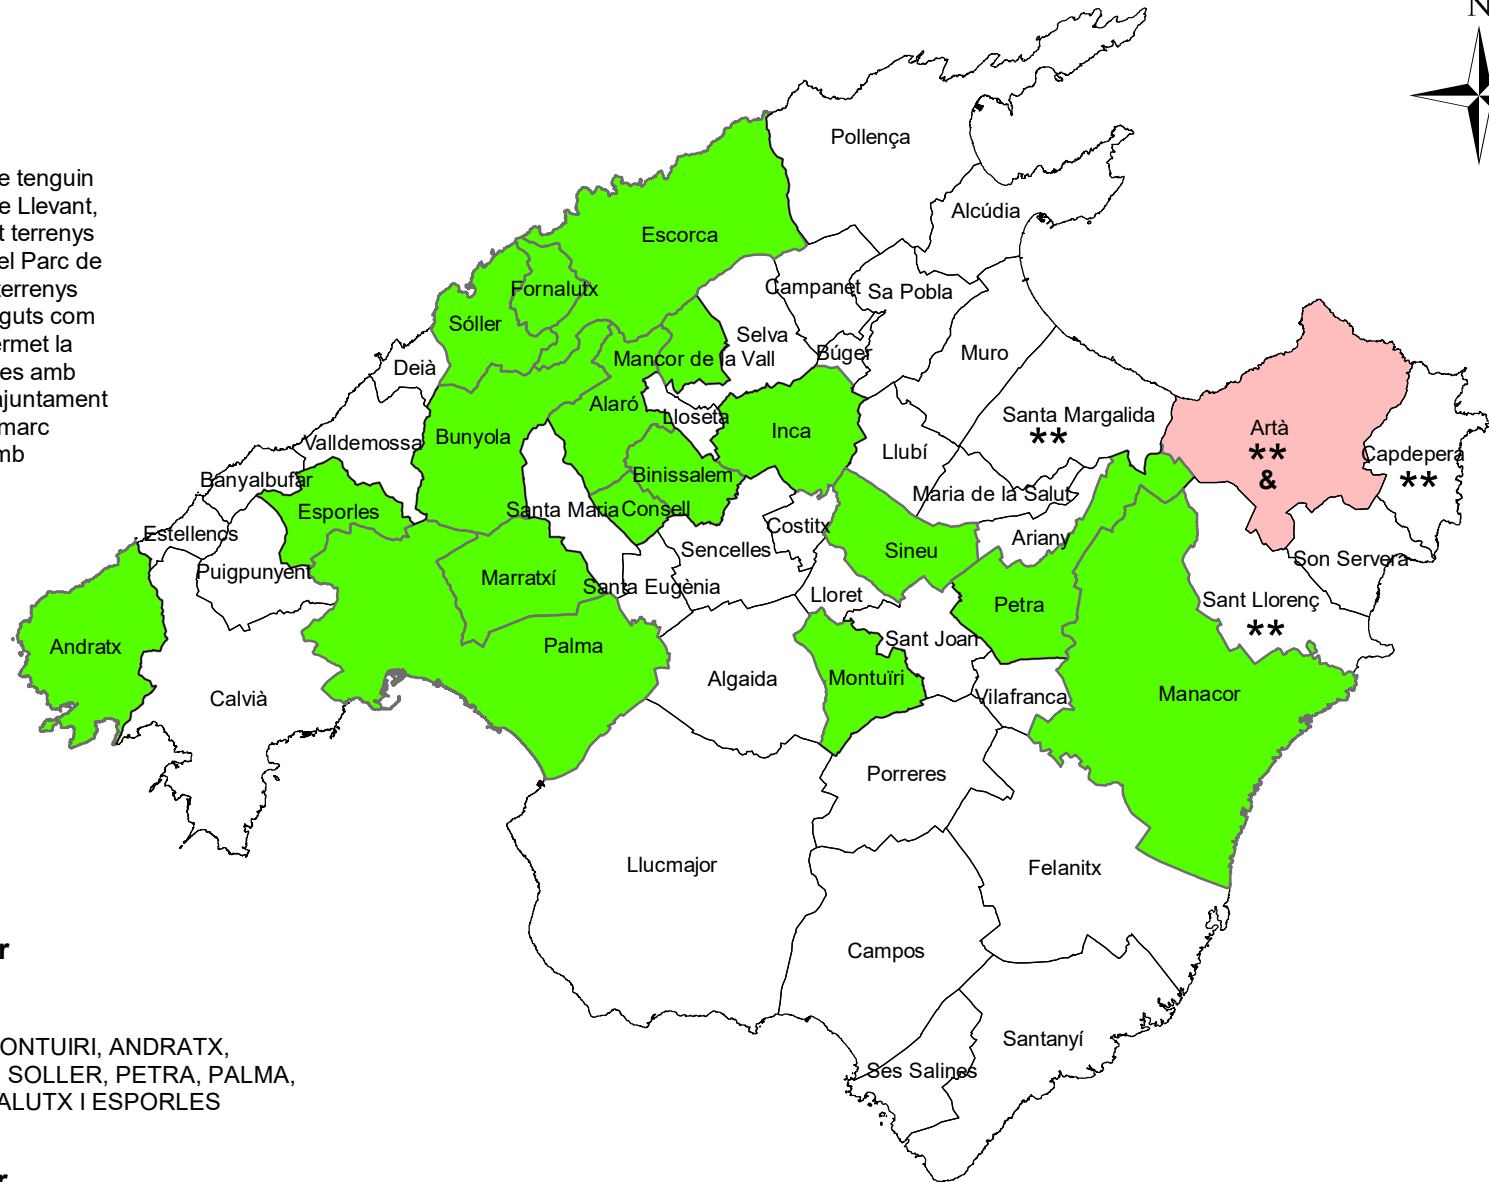 N
e tenguin
e Llevant,
t terrenys
el Parc de
terrenys
guts com
ermet la
es amb
ajuntament
marc
mb
Pollença
Alcúdia
Escorca
Fornalutx
Campanet
Sa Pobla
Sóller
Selva
Búger
Muro
Mancor de la Vall
Deià
Alaró
Lloseta
Santa Margalida
**
Artà
**
&
Capdepera
**
Inca
Bunyola
Valldemossa
Llubí
Binissalem
Banyalbufar
Maria de la Salut
Esporles
Santa Maria
Consell
Costitx
Estellencs
Ariany
Sencelles
Sineu
Son Servera
Puigpunyent
Marratxí
Santa Eugènia
Lloret
Petra
Sant Llorenç
**
Andratx
Palma
Sant Joan
Algaida
Montuïri
Calvià
Vilafranca
Manacor
Porreres
Llucmajor
Felanitx
Campos
Santanyí
Ses Salines
r
ONTUIRI, ANDRATX,
SOLLER, PETRA, PALMA,
ALUTX I ESPORLES
r